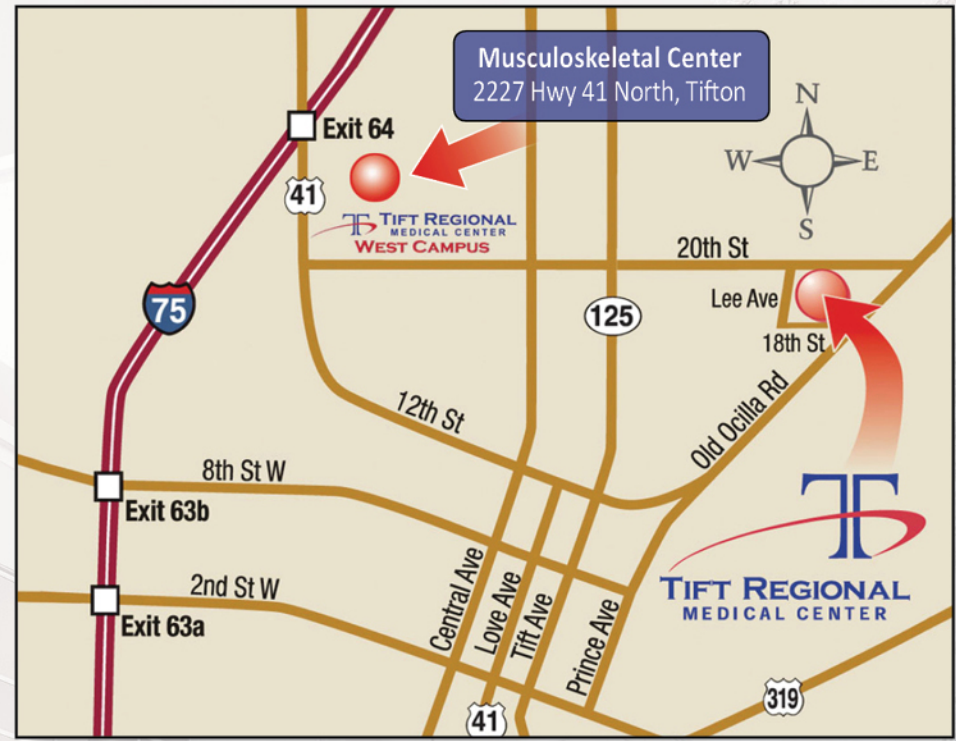 Musculoskeletal Center
2227 Hwy 41 North, Tifton
N
W
E
S
Exit 64
41
TIFT REGIONAL
MEDICAL CENTER
WEST CAMPUS
20th St
Lee Ave
18th St
75
125
12th St
Old Ocilla Rd
8th St W
Exit 63b
2nd St W
Exit 63a
Central Ave
Love Ave
Tift Ave
Prince Ave
T
TIFT REGIONAL
MEDICAL CENTER
319
41